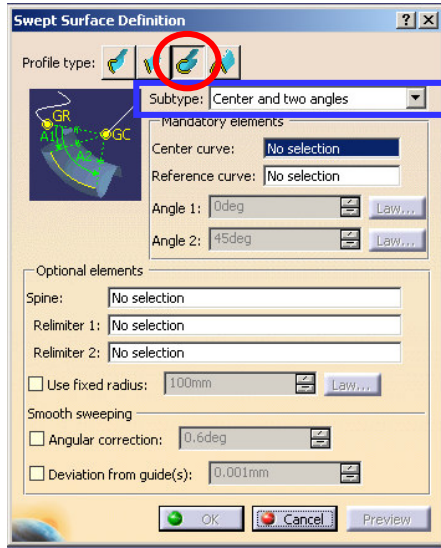 Swept Surface Definition
Profile type:
Subtype: Center and two angles
GR
A1 GC
A2
Mandatory elements
Center curve: No selection
Reference curve: No selection
Angle 1: 0deg Law...
Angle 2: 45deg Law...
Optional elements
Spine: No selection
Relimiter 1: No selection
Relimiter 2: No selection
Use fixed radius: 100mm Law...
Smooth sweeping
Angular correction: 0.6deg
Deviation from guide(s): 0.001mm
OK Cancel Preview